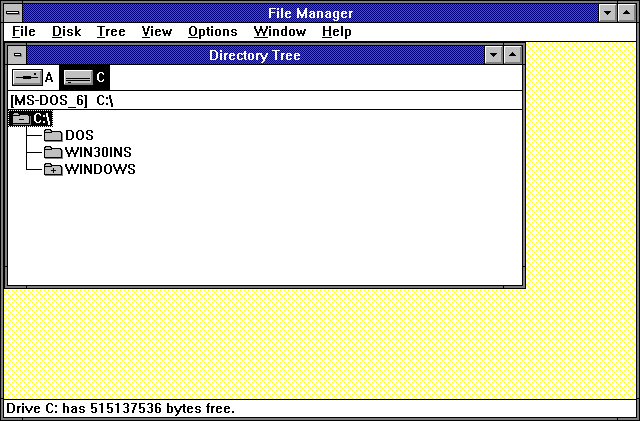 File Manager
File Disk Tree View Options Window Help
Directory Tree
A C
[MS-DOS_6] C:\
C:\
DOS
WIN30INS
WINDOWS
Drive C: has 515137536 bytes free.